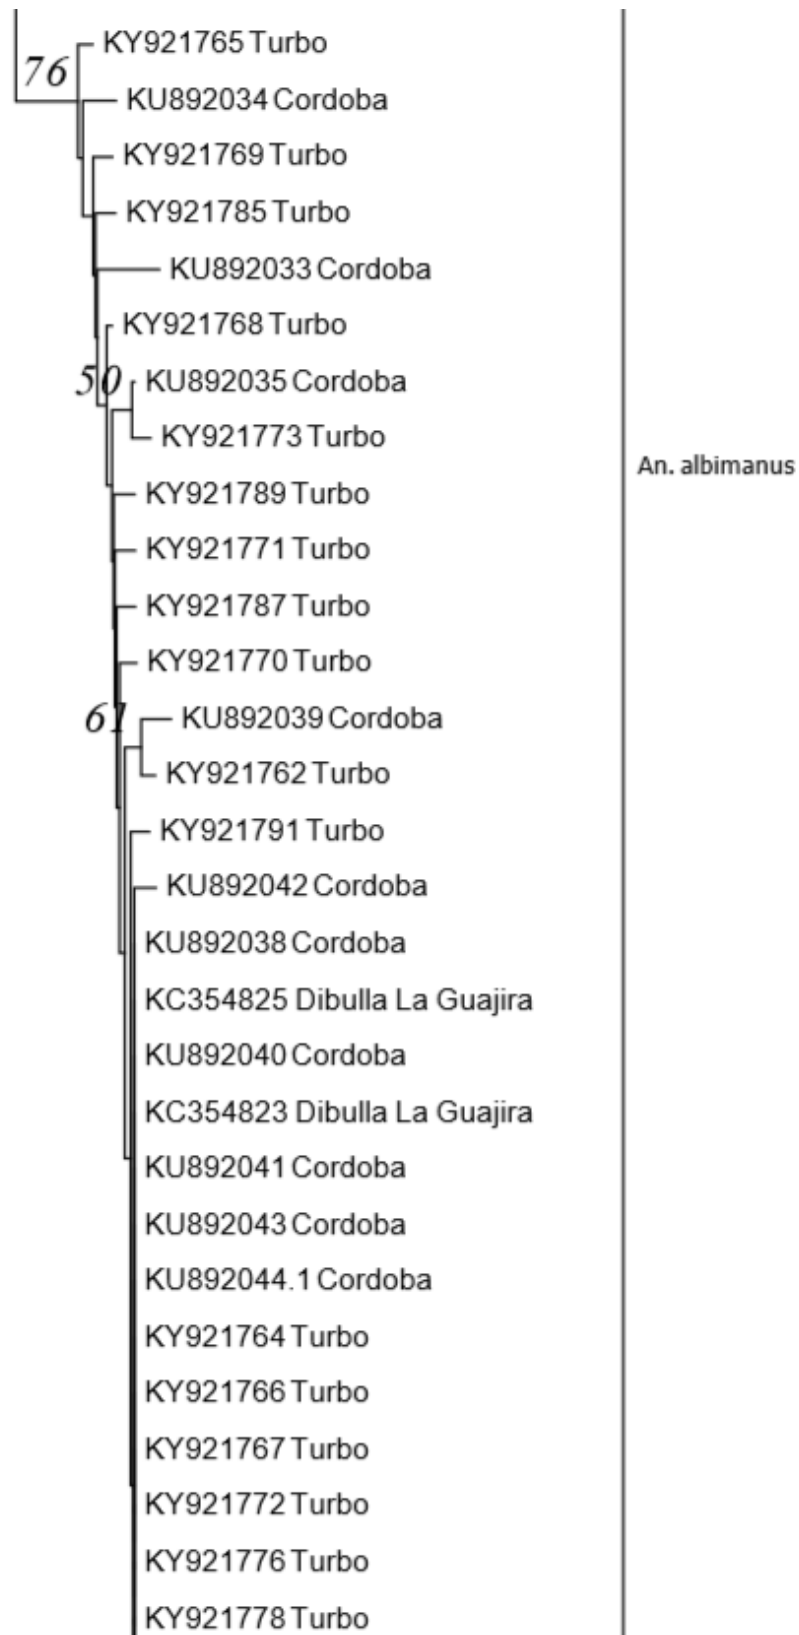 KY921765 Turbo
76
KU892034 Cordoba
KY921769 Turbo
KY921785 Turbo
KU892033 Cordoba
KY921768 Turbo
50
KU892035 Cordoba
KY921773 Turbo
An. albimanus
KY921789 Turbo
KY921771 Turbo
KY921787 Turbo
KY921770 Turbo
61
KU892039 Cordoba
KY921762 Turbo
KY921791 Turbo
KU892042 Cordoba
KU892038 Cordoba
KC354825 Dibulla La Guajira
KU892040 Cordoba
KC354823 Dibulla La Guajira
KU892041 Cordoba
KU892043 Cordoba
KU892044.1 Cordoba
KY921764 Turbo
KY921766 Turbo
KY921767 Turbo
KY921772 Turbo
KY921776 Turbo
KY921778 Turbo